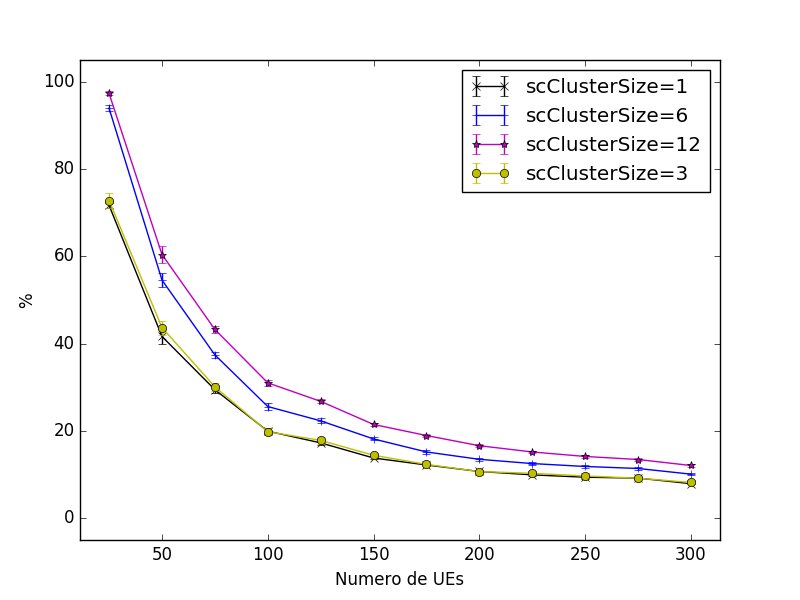 100
80
60
40
20
0
%
scClusterSize=1
scClusterSize=6
scClusterSize=12
scClusterSize=3
50 100 150 200 250 300
Numero de UEs